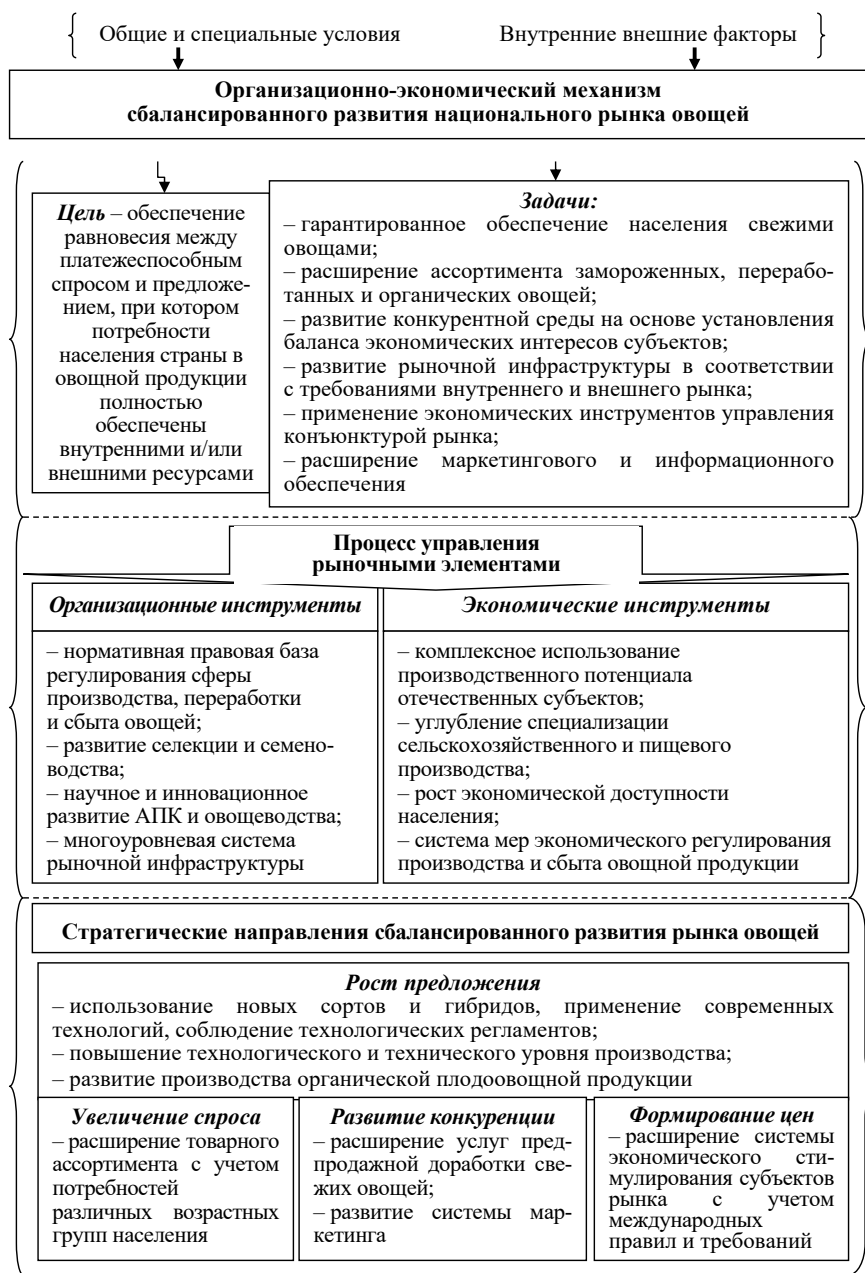 Общие и специальные условия
Внутренние внешние факторы
Организационно-экономический механизм
сбалансированного развития национального рынка овощей
Цель – обеспечение
равновесия между
платежеспособным
спросом и предложе-
нием, при котором
потребности
населения страны в
овощной продукции
полностью
обеспечены
внутренними и/или
внешними ресурсами
Задачи:
– гарантированное обеспечение населения свежими
овощами;
– расширение ассортимента замороженных, перерабо-
танных и органических овощей;
– развитие конкурентной среды на основе установления
баланса экономических интересов субъектов;
– развитие рыночной инфраструктуры в соответствии
с требованиями внутреннего и внешнего рынка;
– применение экономических инструментов управления
конъюнктурой рынка;
– расширение маркетингового и информационного
обеспечения
Процесс управления
рыночными элементами
Организационные инструменты
– нормативная правовая база
регулирования сферы
производства, переработки
и сбыта овощей;
– развитие селекции и семено-
водства;
– научное и инновационное
развитие АПК и овощеводства;
– многоуровневая система
рыночной инфраструктуры
Экономические инструменты
– комплексное использование
производственного потенциала
отечественных субъектов;
– углубление специализации
сельскохозяйственного и пищевого
производства;
– рост экономической доступности
населения;
– система мер экономического регулирования
производства и сбыта овощной продукции
Стратегические направления сбалансированного развития рынка овощей
Рост предложения
– использование новых сортов и гибридов, применение современных
технологий, соблюдение технологических регламентов;
– повышение технологического и технического уровня производства;
– развитие производства органической плодоовощной продукции
Увеличение спроса
– расширение товарного
ассортимента с учетом
потребностей
различных возрастных
групп населения
Развитие конкуренции
– расширение услуг пред-
продажной доработки све-
жих овощей;
– развитие системы мар-
кетинга
Формирование цен
– расширение системы
экономического сти-
мулирования субъектов
рынка с учетом
международных
правил и требований